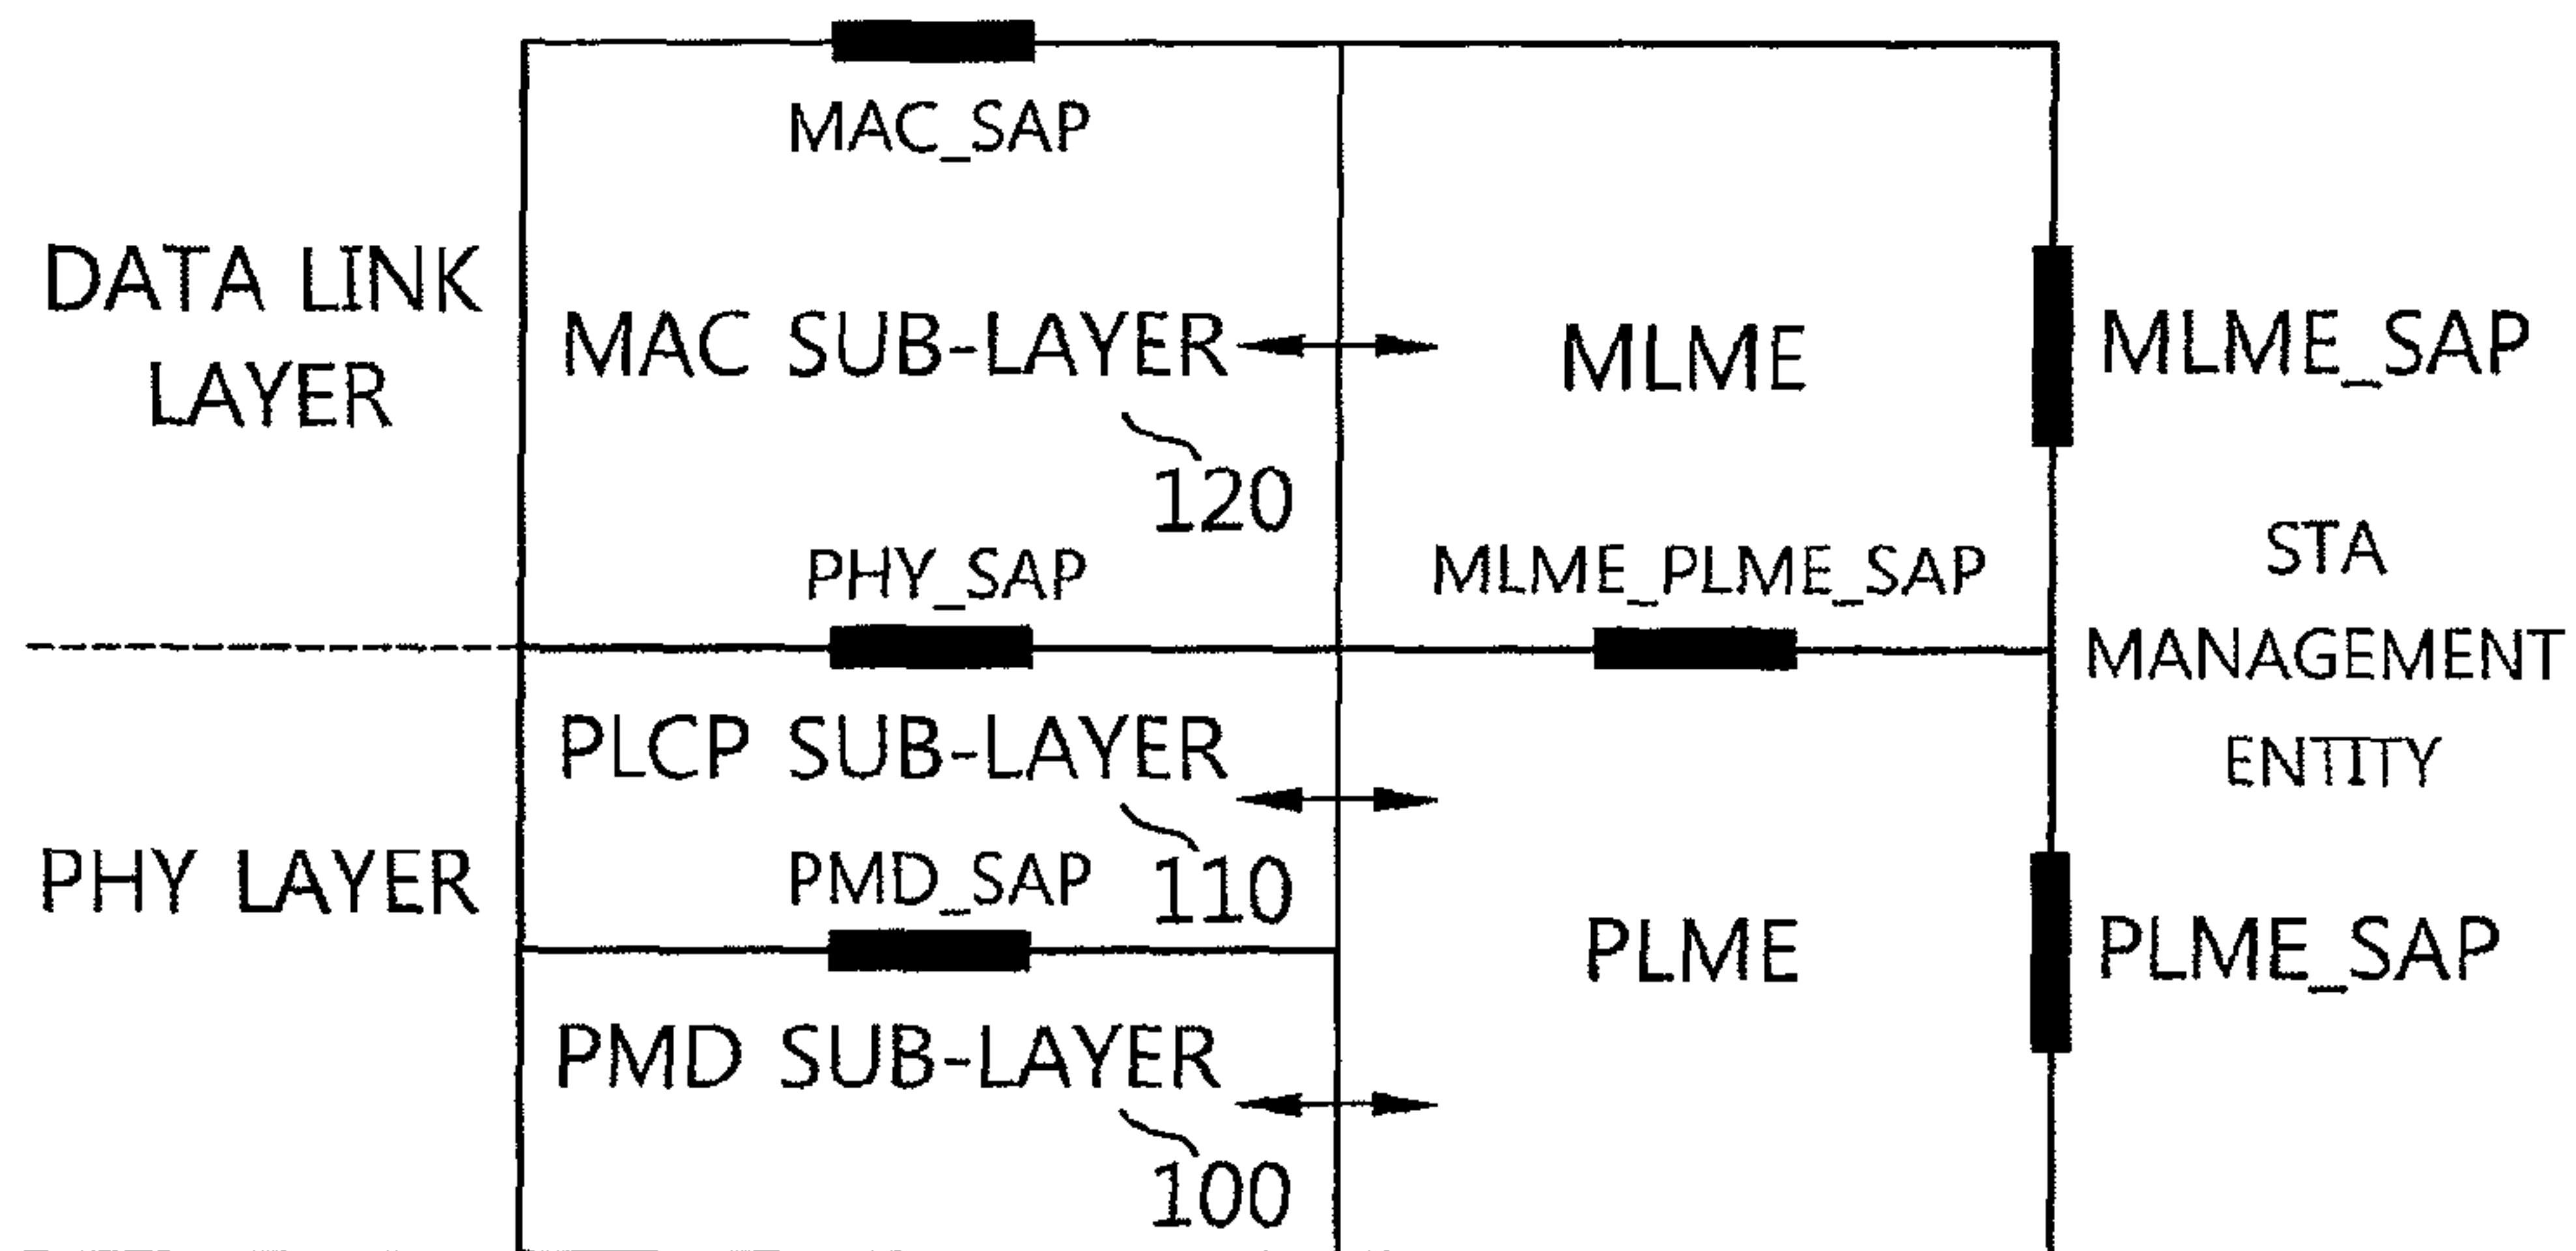 MAC_SAP
DATA LINK
LAYER
MAC SUB-LAYER
120
MLME
MLME_SAP
PHY_SAP
MLME_PLME_SAP
STA
MANAGEMENT
ENTITY
PHY LAYER
PLCP SUB-LAYER
110
PMD_SAP
PLME
PLME_SAP
PMD SUB-LAYER
100